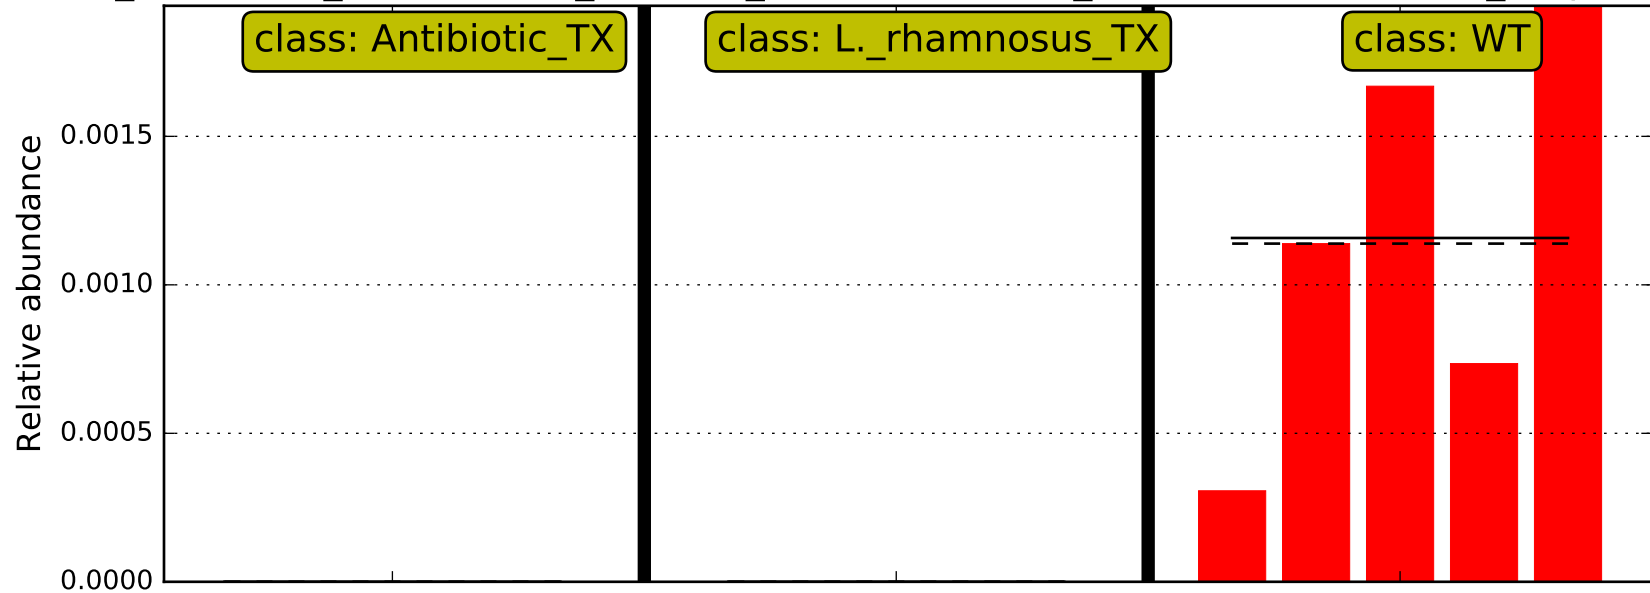 class: Antibiotic_TX
class: L._rhamnosus_TX
class: WT
Relative abundance
0.0015
0.0010
0.0005
0.0000